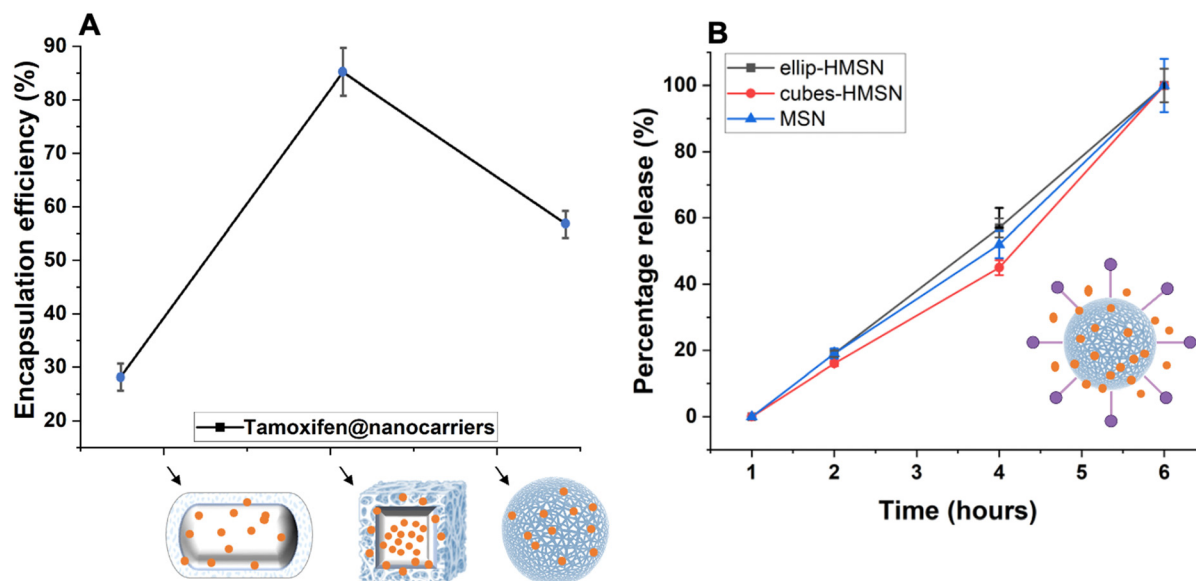 A
Encapsulation efficiency (%)
90
80
70
60
50
40
30
20
Tamoxifen@nanocarriers
B
Percentage release (%)
100
80
60
40
20
0
ellip-HMSN
cubes-HMSN
MSN
1 2 3 4 5 6
Time (hours)